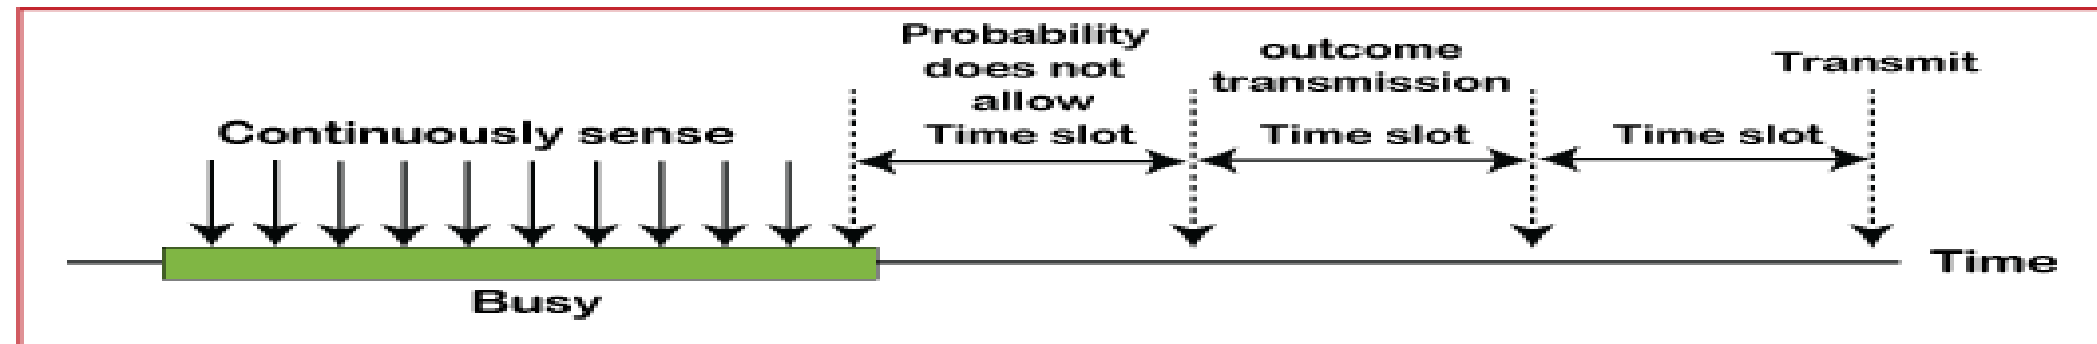 Probability
does not
allow
outcome
transmission
Transmit
Continuously sense
Time slot
Time slot
Time slot
Time
Busy